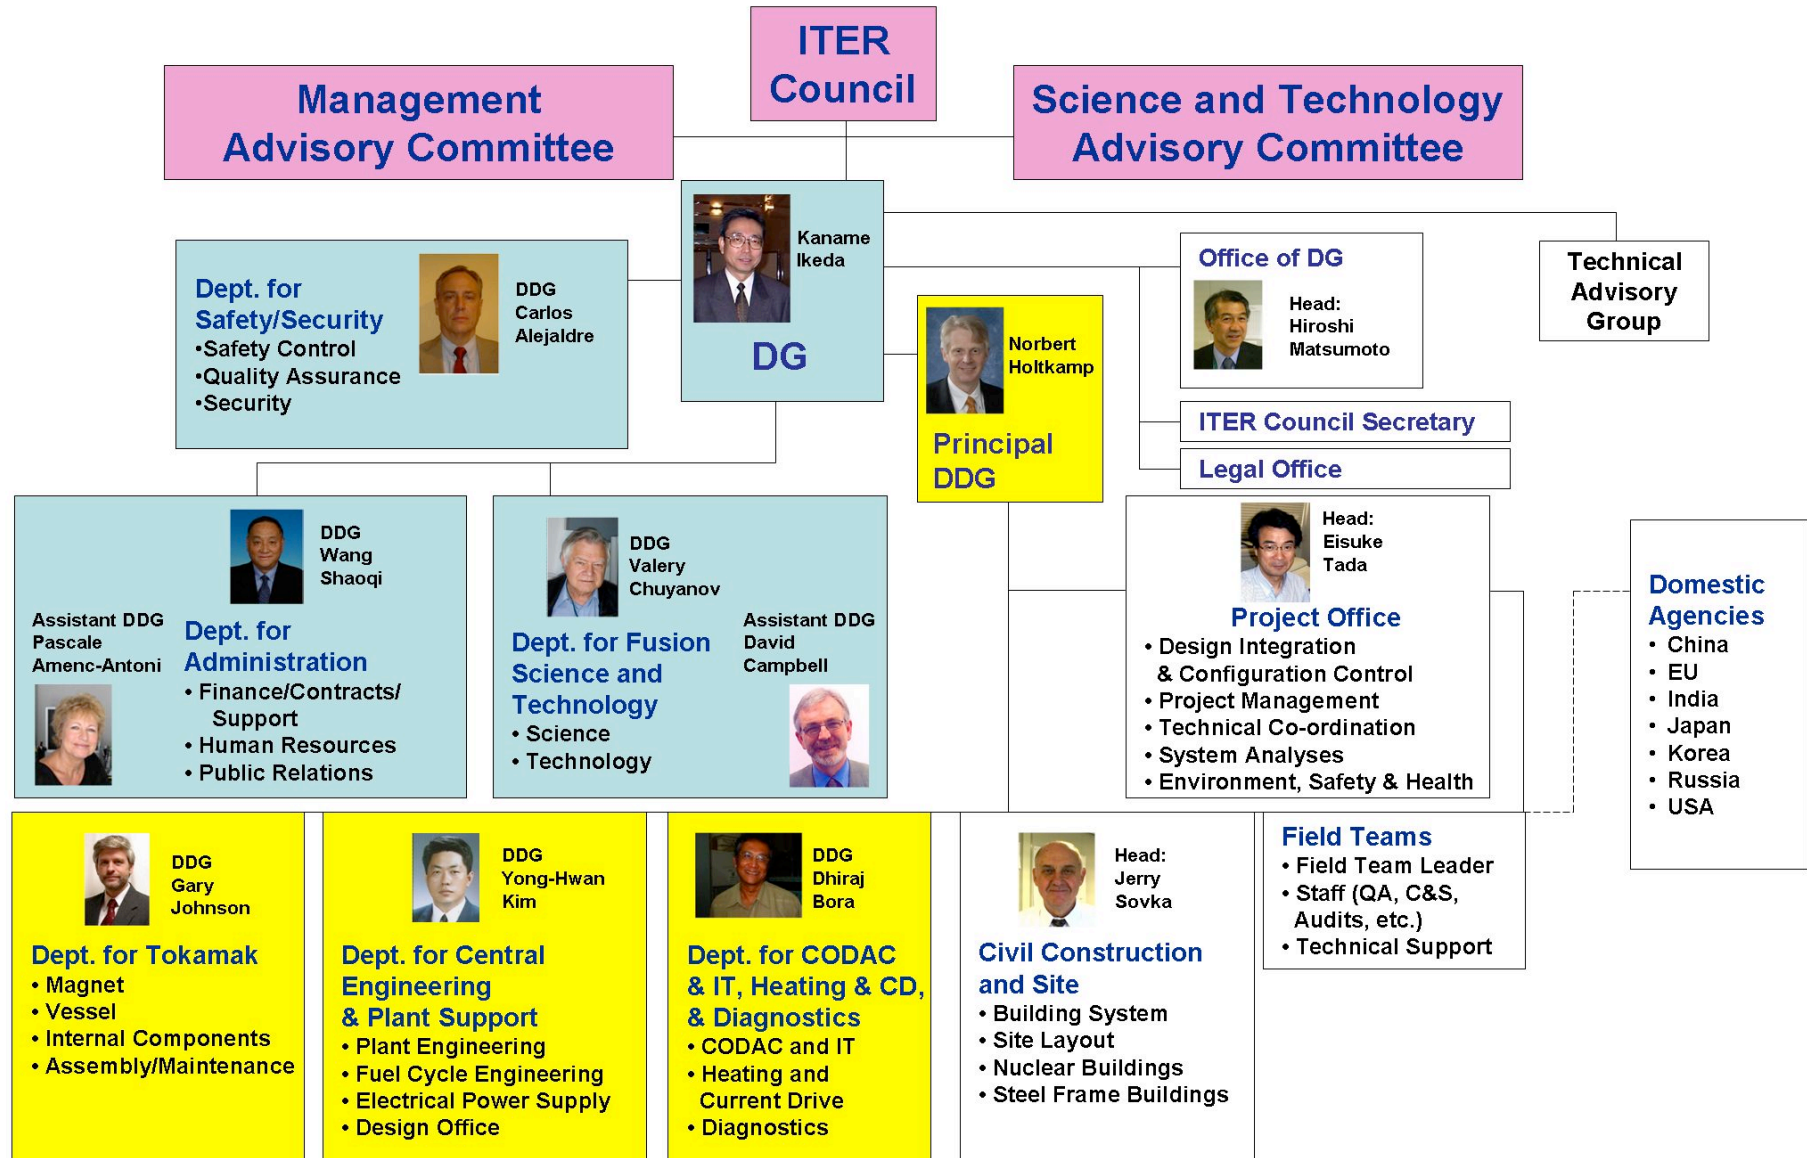 ITER
Council
Management
Advisory Committee
Science and Technology
Advisory Committee
Kaname
Ikeda
DG
Dept. for
Safety/Security
•Safety Control
•Quality Assurance
•Security
DDG
Carlos
Alejaldre
Norbert
Holtkamp
Principal
DDG
Office of DG
Head:
Hiroshi
Matsumoto
Technical
Advisory
Group
ITER Council Secretary
Legal Office
DDG
Wang
Shaoqi
Assistant DDG
Pascale
Amenc-Antoni
Dept. for
Administration
• Finance/Contracts/
Support
• Human Resources
• Public Relations
DDG
Valery
Chuyanov
Dept. for Fusion
Science and
Technology
• Science
• Technology
Assistant DDG
David
Campbell
Head:
Eisuke
Tada
Project Office
• Design Integration
& Configuration Control
• Project Management
• Technical Co-ordination
• System Analyses
• Environment, Safety & Health
Domestic
Agencies
• China
• EU
• India
• Japan
• Korea
• Russia
• USA
DDG
Gary
Johnson
Dept. for Tokamak
• Magnet
• Vessel
• Internal Components
• Assembly/Maintenance
DDG
Yong-Hwan
Kim
Dept. for Central
Engineering
& Plant Support
• Plant Engineering
• Fuel Cycle Engineering
• Electrical Power Supply
• Design Office
DDG
Dhiraj
Bora
Dept. for CODAC
& IT, Heating & CD,
& Diagnostics
• CODAC and IT
• Heating and
Current Drive
• Diagnostics
Head:
Jerry
Sovka
Civil Construction
and Site
• Building System
• Site Layout
• Nuclear Buildings
• Steel Frame Buildings
Field Teams
• Field Team Leader
• Staff (QA, C&S,
Audits, etc.)
• Technical Support